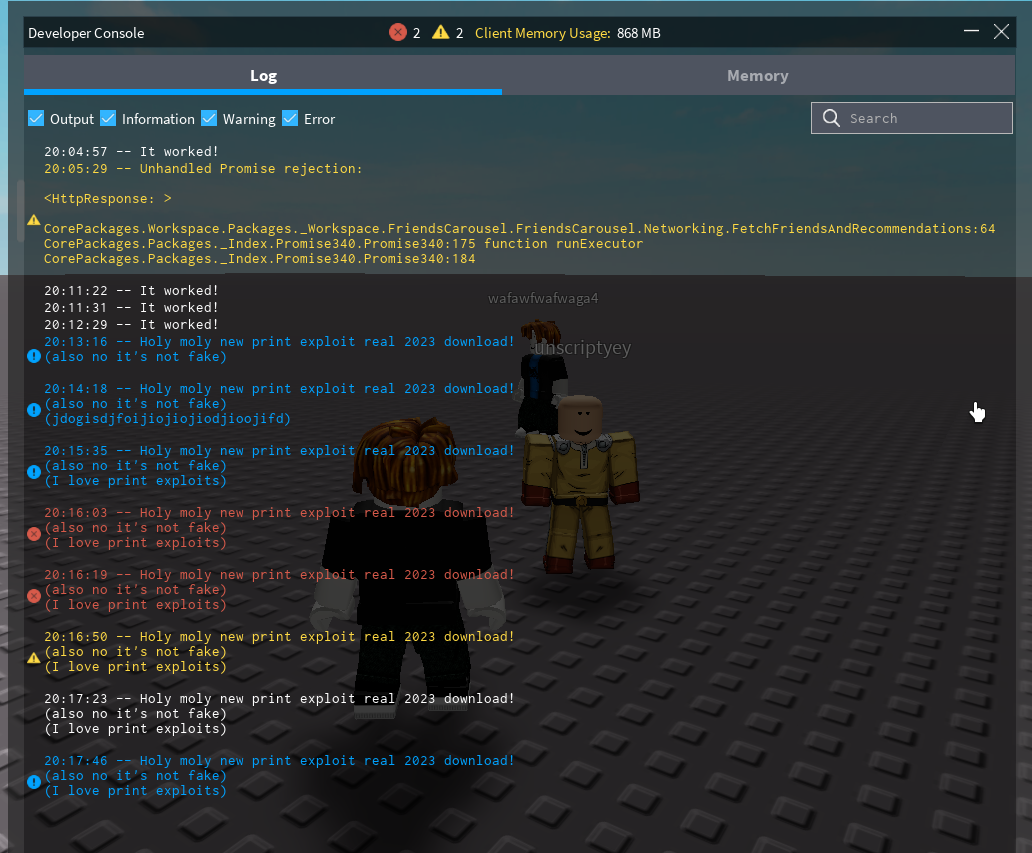 Developer Console 2 2 Client Memory Usage: 868 MB
Log Memory
Output Information Warning Error Search
20:04:57 -- It worked!
20:05:29 -- Unhandled Promise rejection:
<HttpResponse: >
CorePackages.Workspace.Packages._Workspace.FriendsCarousel.FriendsCarousel.Networking.FetchFriendsAndRecommendations:64
CorePackages.Packages._Index.Promise340.Promise340:175 function runExecutor
CorePackages.Packages._Index.Promise340.Promise340:184
20:11:22 -- It worked!
wafawfwafwaga4
20:11:31 -- It worked!
20:12:29 -- It worked!
20:13:16 -- Holy moly new print exploit real 2023 download!
unscriptyey
(also no it's not fake)
20:14:18 -- Holy moly new print exploit real 2023 download!
(also no it's not fake)
(jdogisdjfoijiojiojiodjioojifd)
20:15:35 -- Holy moly new print exploit real 2023 download!
(also no it's not fake)
(I love print exploits)
20:16:03 -- Holy moly new print exploit real 2023 download!
(also no it's not fake)
(I love print exploits)
20:16:19 -- Holy moly new print exploit real 2023 download!
(also no it's not fake)
(I love print exploits)
20:16:50 -- Holy moly new print exploit real 2023 download!
(also no it's not fake)
(I love print exploits)
20:17:23 -- Holy moly new print exploit real 2023 download!
(also no it's not fake)
(I love print exploits)
20:17:46 -- Holy moly new print exploit real 2023 download!
(also no it's not fake)
(I love print exploits)